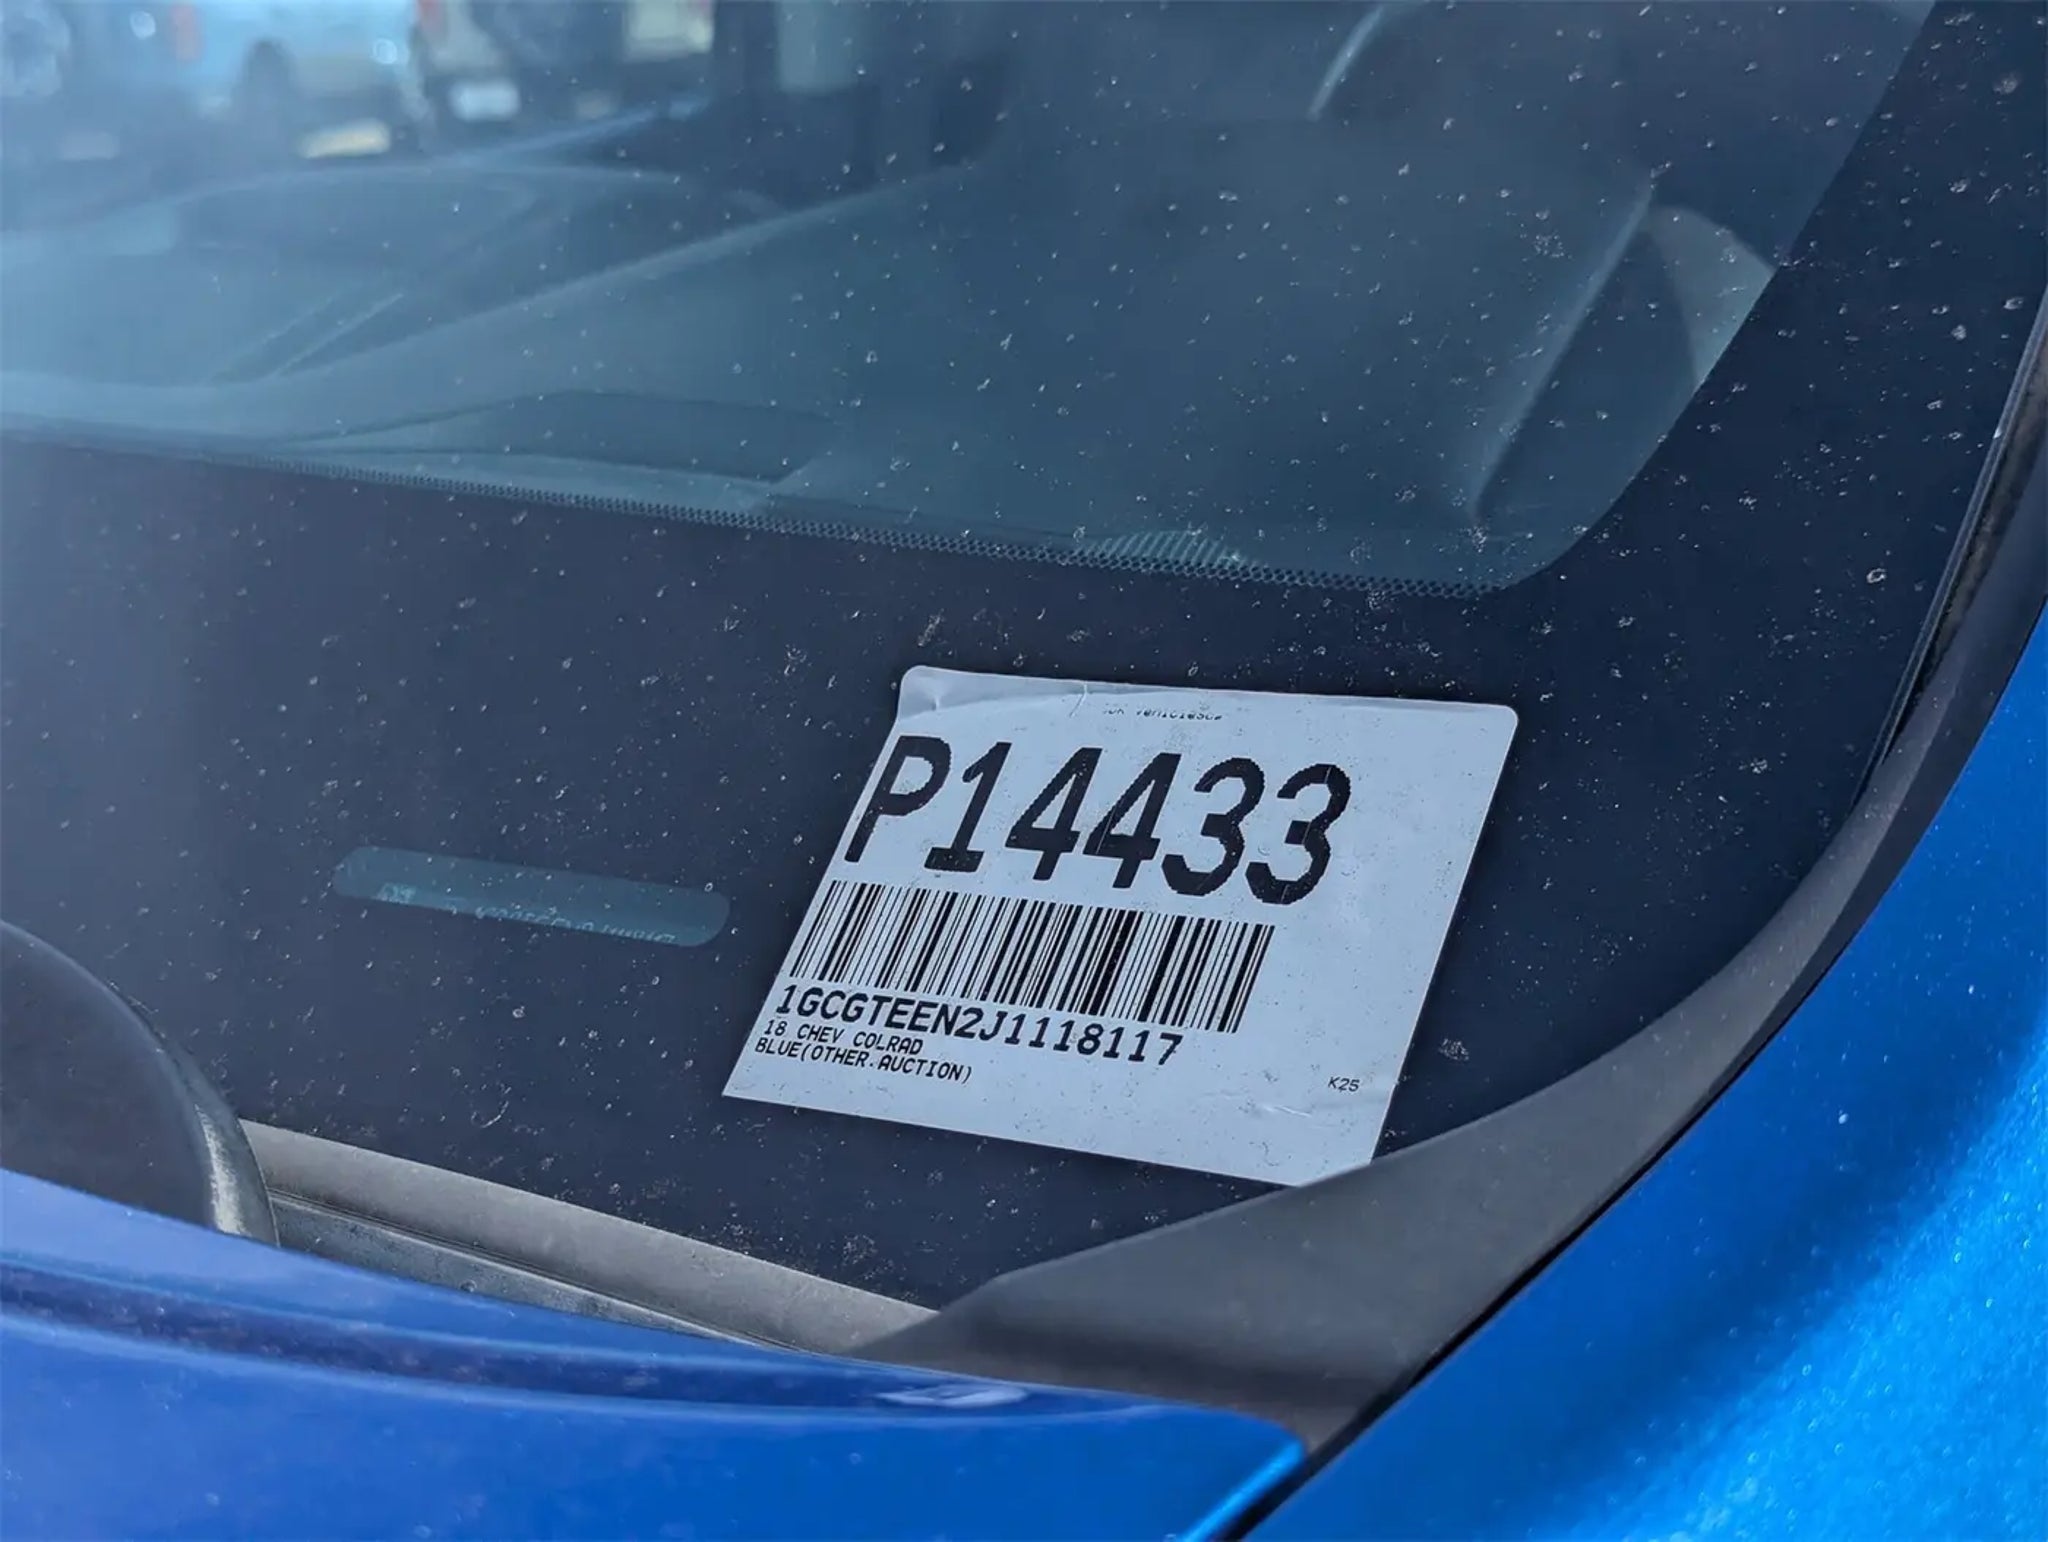 P14433
1GCGTEEN2J1118117
18 CHEV COLRAD
BLUE(OTHER.AUCTION)
K25